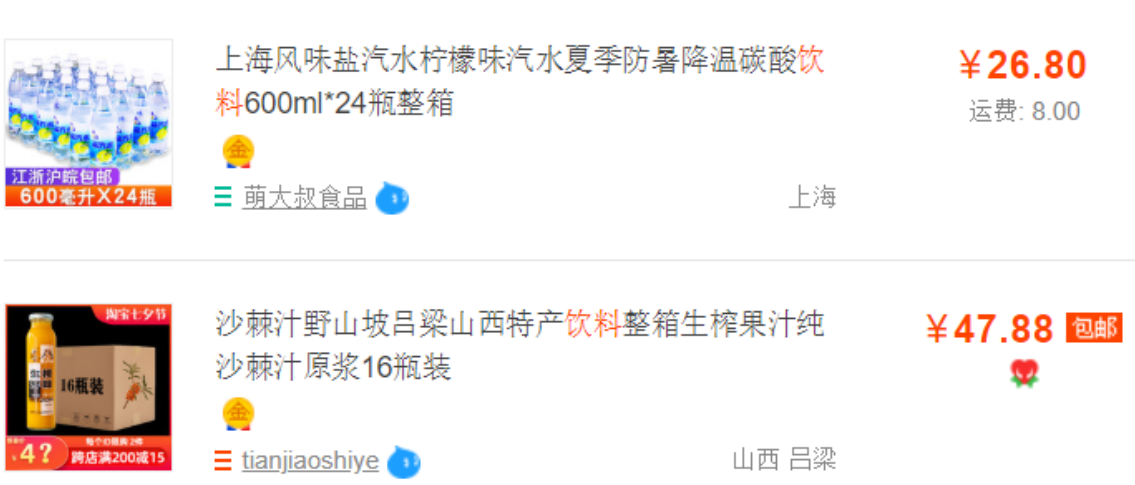 上海风味盐汽水柠檬味汽水夏季防暑降温碳酸饮
料600ml*24瓶整箱
¥26.80
运费: 8.00
金
萌大叔食品
上海
江浙沪皖包邮
600毫升X24瓶
沙棘汁野山坡吕梁山西特产饮料整箱生榨果汁纯
沙棘汁原浆16瓶装
¥47.88 包邮
金
tianjiaoshiye
山西 吕梁
淘宝七夕节
16瓶装
4?
跨店满200减15